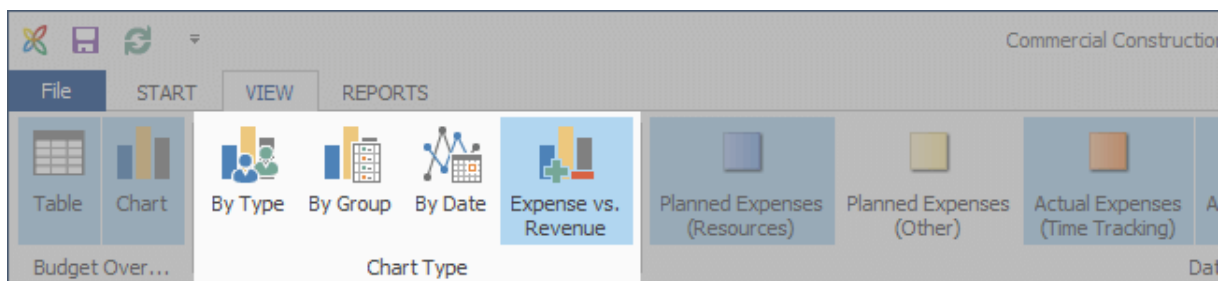 Commercial Construction
File START VIEW REPORTS
Table Chart By Type By Group By Date Expense vs. Planned Expenses Planned Expenses Actual Expenses A
Revenue (Resources) (Other) (Time Tracking)
Budget Over... Chart Type Dat